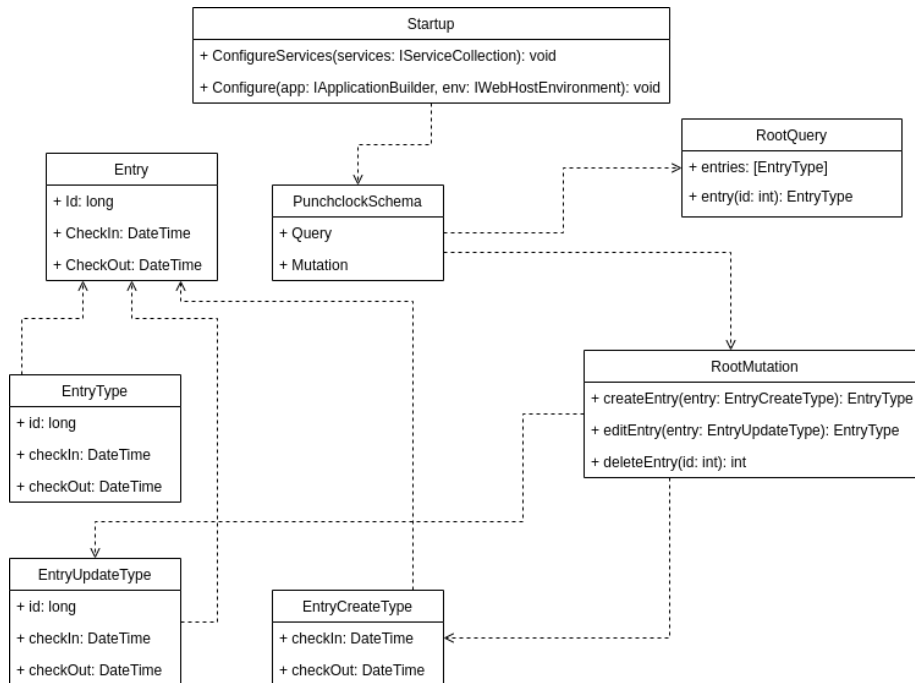 Startup
+ ConfigureServices(services: IServiceCollection): void
+ Configure(app: IApplicationBuilder, env: IWebHostEnvironment): void
RootQuery
+ entries: [EntryType]
+ entry(id: int): EntryType
Entry
+ Id: long
+ CheckIn: DateTime
+ CheckOut: DateTime
PunchclockSchema
+ Query
+ Mutation
RootMutation
+ createEntry(entry: EntryCreateType): EntryType
+ editEntry(entry: EntryUpdateType): EntryType
+ deleteEntry(id: int): int
EntryType
+ id: long
+ checkIn: DateTime
+ checkOut: DateTime
EntryUpdateType
+ id: long
+ checkIn: DateTime
+ checkOut: DateTime
EntryCreateType
+ checkIn: DateTime
+ checkOut: DateTime